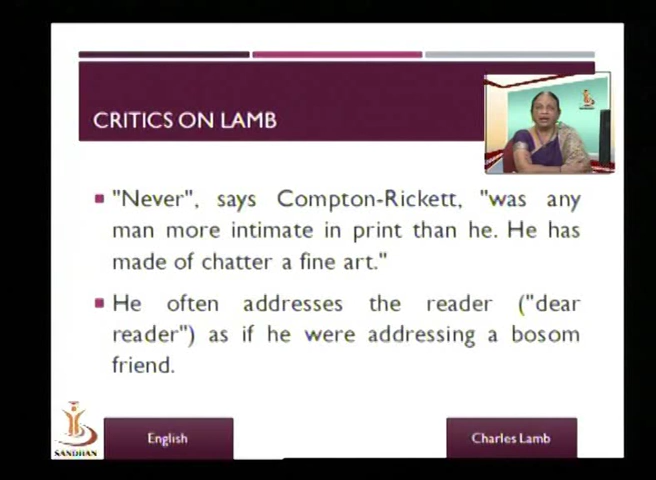 CRITICS ON LAMB
"Never", says Compton-Rickett, "was any
man more intimate in print than he. He has
made of chatter a fine art."
He often addresses the reader ("dear
reader") as if he were addressing a bosom
friend.
SANDHAN
English
Charles Lamb